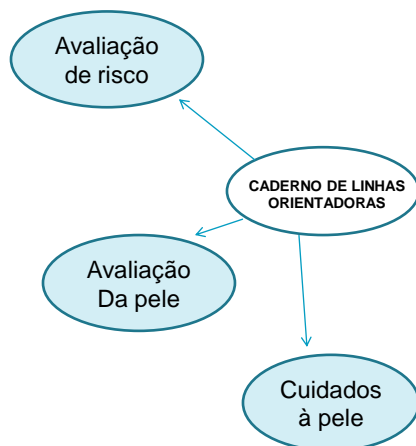 Avaliação
de risco
CADERNO DE LINHAS
ORIENTADORAS
Avaliação
Da pele
Cuidados
à pele